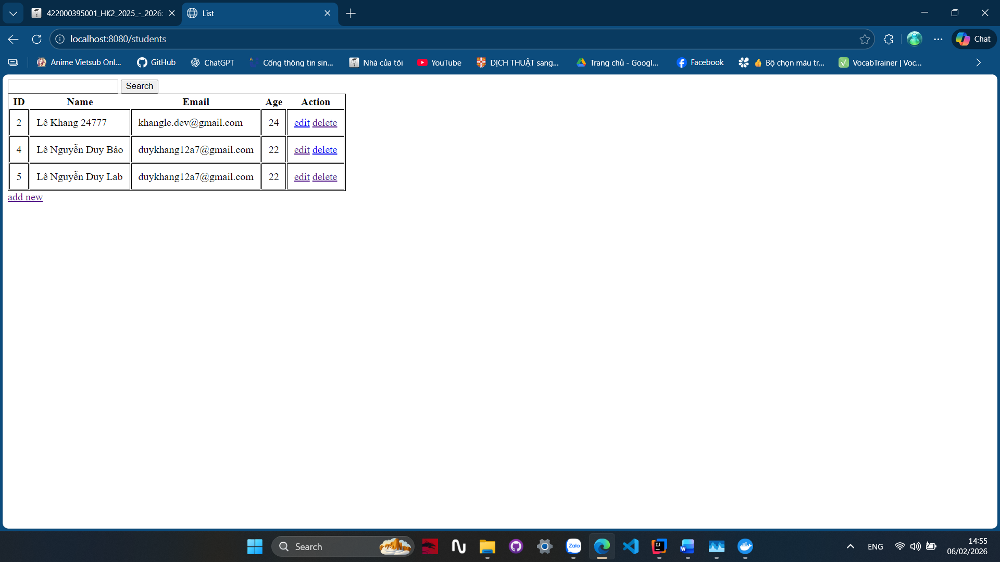 422000395001_HK2_2025_-_2026:
List
localhost:8080/students
Chat
Anime Vietsub Onl...
GitHub
ChatGPT
Cổng thông tin sin...
Nhà của tôi
YouTube
DỊCH THUẬT sang...
Trang chủ - Googl...
Facebook
👍 Bộ chọn màu tr...
VocabTrainer | Voc...
Search
ID Name Email Age Action
2 Lê Khang 24777 khangle.dev@gmail.com 24 edit delete
4 Lê Nguyễn Duy Bảo duykhang12a7@gmail.com 22 edit delete
5 Lê Nguyễn Duy Lab duykhang12a7@gmail.com 22 edit delete
add new
Search
Zalo
ENG
14:55
06/02/2026